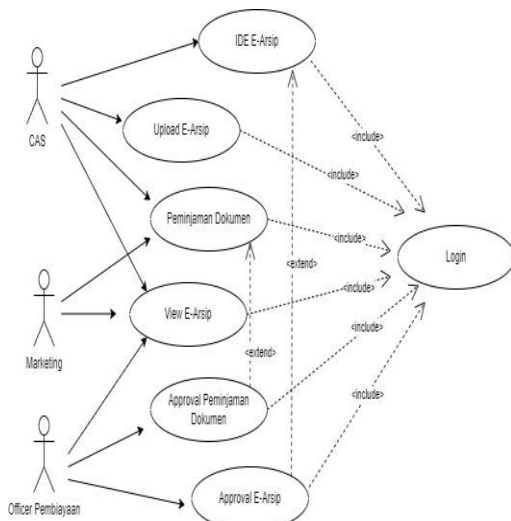 IDE E-Arsip
<include>
CAS
Upload E-Arsip
<include>
Peminjaman Dokumen
<include>
<extend>
Login
<include>
View E-Arsip
<include>
Marketing
<extend>
Approval Peminjaman
Dokumen
<include>
Officer Pembiayaan
Approval E-Arsip